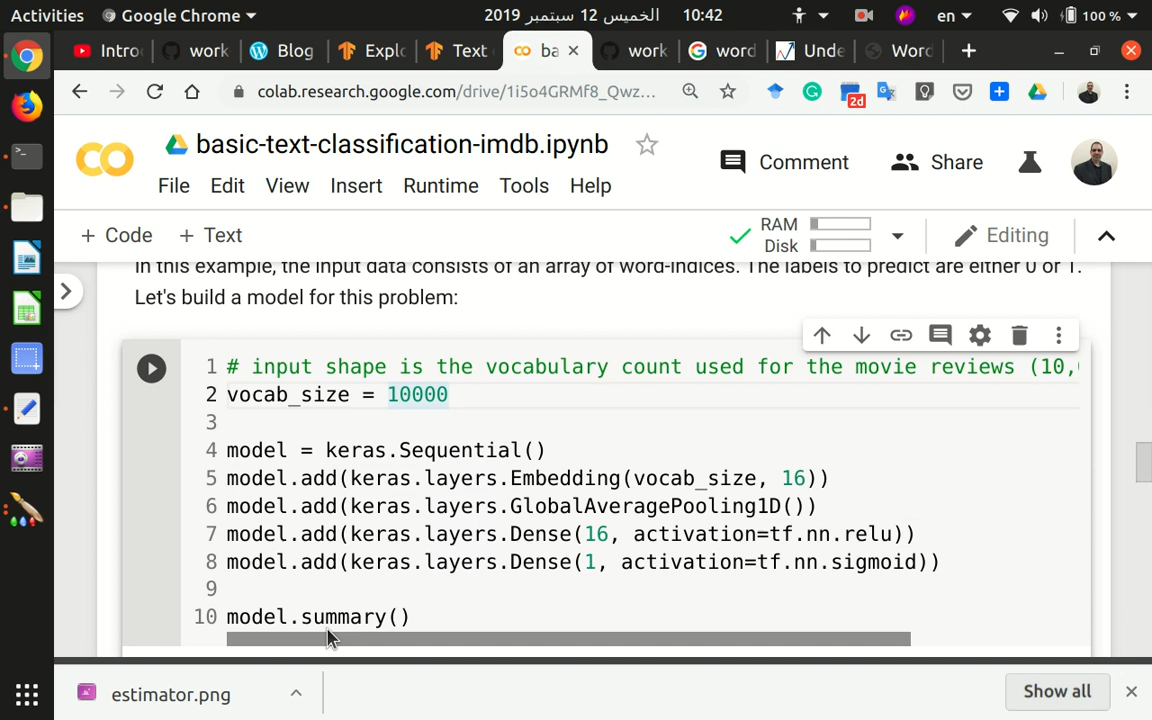 Activities Google Chrome 2019 الخميس 12 سبتمبر 10:42 en 100 %
Intro work Blog Explo Text ba work word Unde Word
colab.research.google.com/drive/1i5o4GRMf8_Qwz... 2d
basic-text-classification-imdb.ipynb
Comment Share
File Edit View Insert Runtime Tools Help
+ Code + Text RAM Disk Editing
In this example, the input data consists of an array of word-indices. The labels to predict are either 0 or 1.
Let's build a model for this problem:
1 # input shape is the vocabulary count used for the movie reviews (10,
2 vocab_size = 10000
3
4 model = keras.Sequential()
5 model.add(keras.layers.Embedding(vocab_size, 16))
6 model.add(keras.layers.GlobalAveragePooling1D())
7 model.add(keras.layers.Dense(16, activation=tf.nn.relu))
8 model.add(keras.layers.Dense(1, activation=tf.nn.sigmoid))
9
10 model.summary()
estimator.png Show all